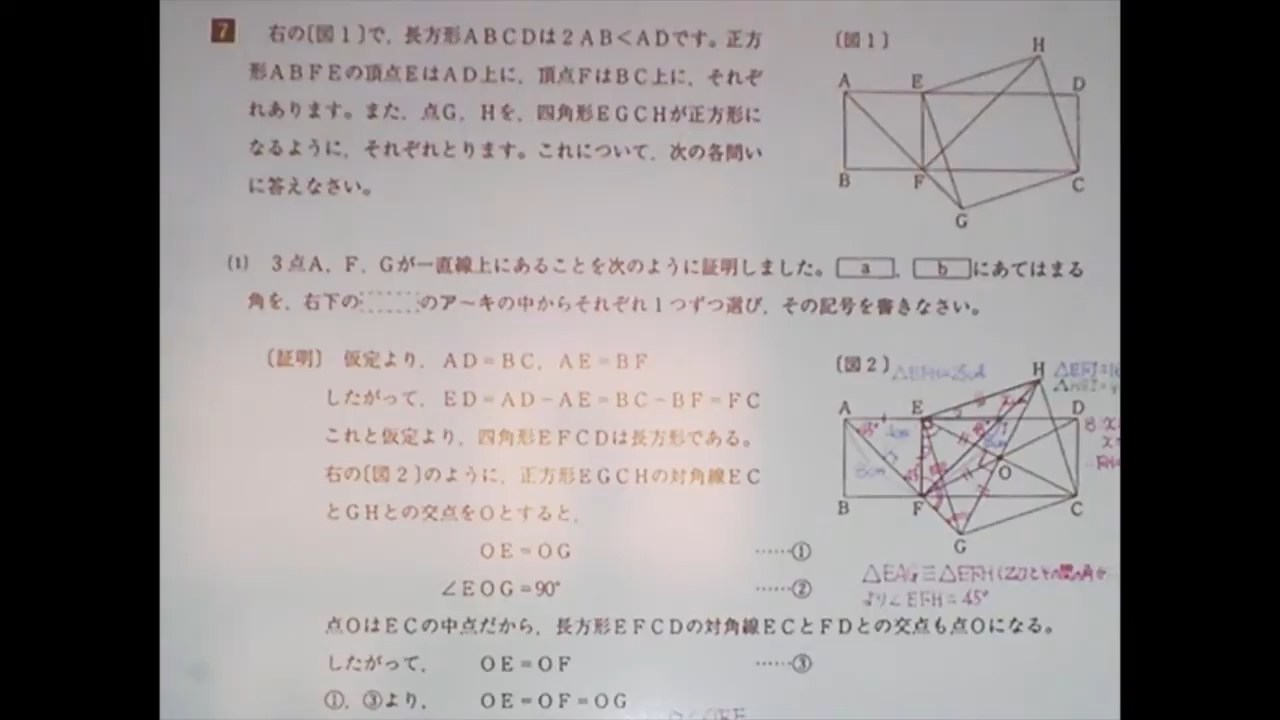 7 右の〔図1〕で，長方形ABCDは2AB＜ADです。正方
形ABFEの頂点EはAD上に，頂点FはBC上に，それぞ
れあります。また，点G，Hを，四角形EGCHが正方形に
なるように，それぞれとります。これについて，次の各問い
に答えなさい。
〔図1〕
H
A E D
B F C
G
(1) 3点A，F，Gが一直線上にあることを次のように証明しました。 a ， b にあてはまる
角を，右下の のア〜キの中からそれぞれ1つずつ選び，その記号を書きなさい。
〔証明〕 仮定より，AD＝BC，AE＝BF
したがって，ED＝AD－AE＝BC－BF＝FC
これと仮定より，四角形EFCDは長方形である。
右の〔図2〕のように，正方形EGCHの対角線EC
とGHとの交点をOとすると，
OE＝OG ……①
∠EOG＝90° ……②
点OはECの中点だから，長方形EFCDの対角線ECとFDとの交点も点Oになる。
したがって， OE＝OF ……③
①，③より， OE＝OF＝OG
〔図2〕
H
A E D
O
B F C
G
△EAG≡△EFH
より∠EFH＝45°